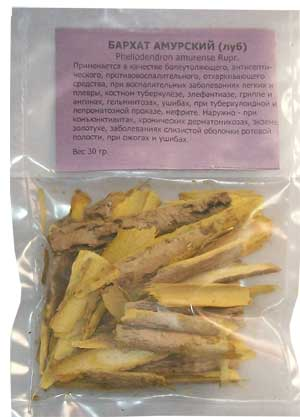 БАРХАТ АМУРСКИЙ (луб)
Phellodendron amurense Rupr.
Применяется в качестве болеутоляющего, антисепти-
ческого, противовоспалительного, отхаркивающего
средства, при воспалительных заболеваниях легких и
плевры, костном туберкулёзе, элефантиазе, гриппе и
ангинах, гельминтозах, ушибах, при туберкулоидной и
лепроматозной проказе, нефрите. Наружно - при
конъюнктивитах, хронических дерматомикозах, экземе,
золотухе, заболеваниях слизистой оболочки ротовой
полости, при ожогах и ушибах.
Вес 30 гр.